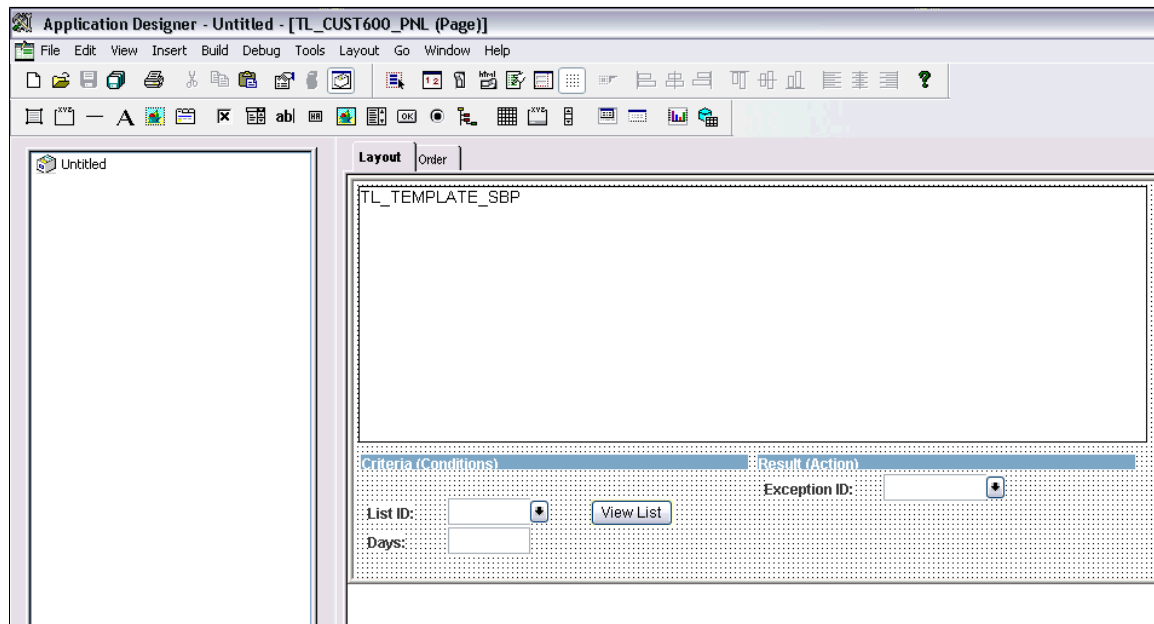 Application Designer - Untitled - [TL_CUST600_PNL (Page)]
File Edit View Insert Build Debug Tools Layout Go Window Help
Untitled
Layout Order
TL_TEMPLATE_SBP
Criteria (Conditions) Result (Action)
Exception ID:
List ID: View List
Days: